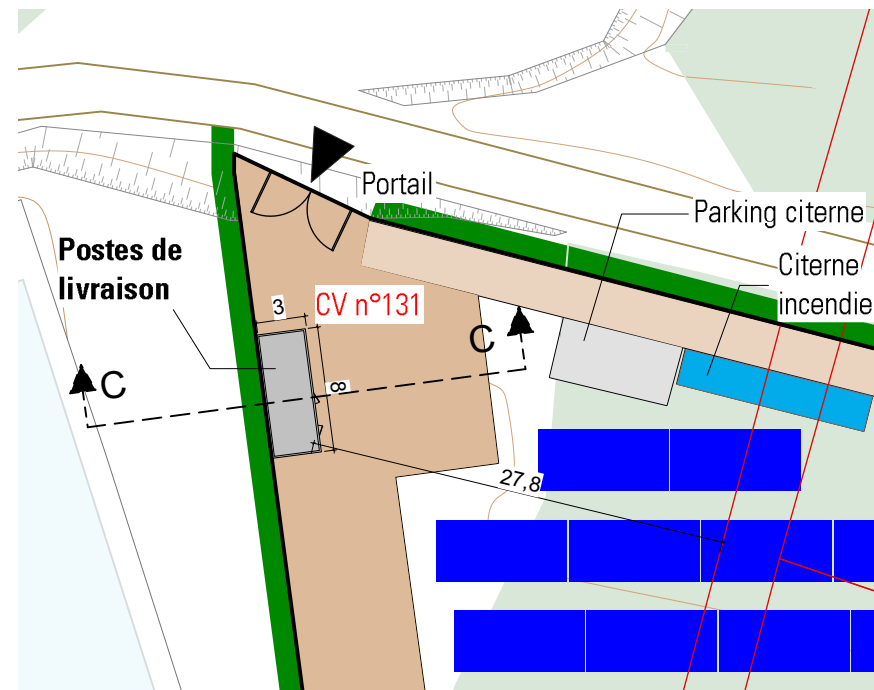 Portail
Parking citerne
Postes de
livraison
Citerne
incendie
3
CV n°131
C
C
8
27,8